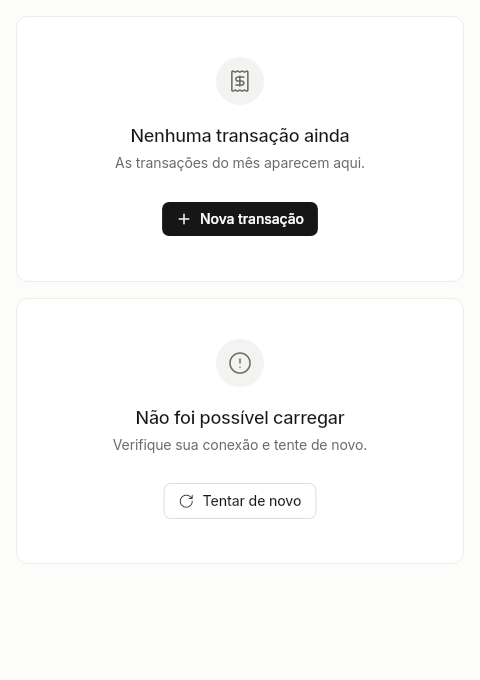 Nenhuma transação ainda
As transações do mês aparecem aqui.
Nova transação
Não foi possível carregar
Verifique sua conexão e tente de novo.
Tentar de novo